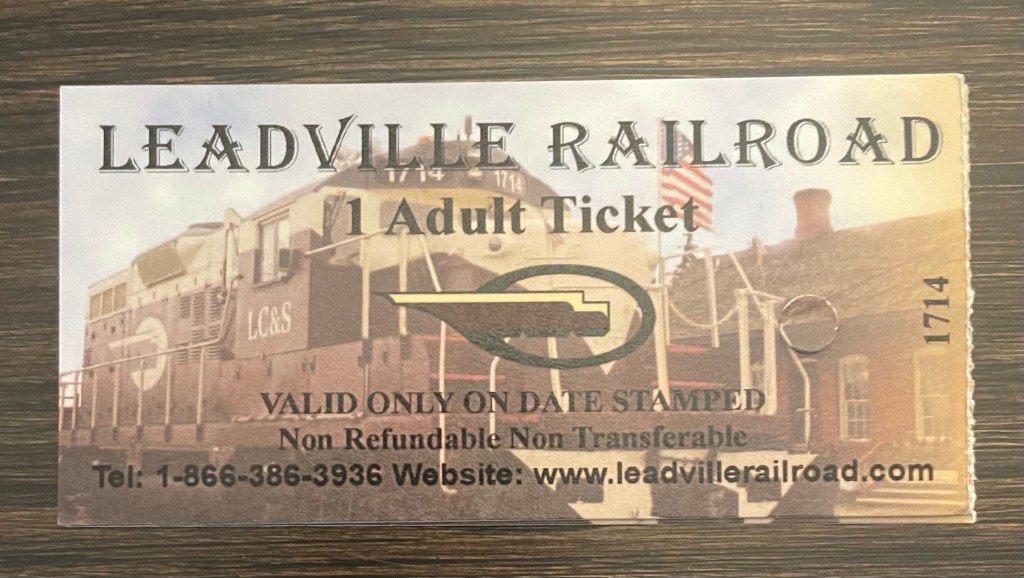 LEADVILLE RAILROAD
1714 1714
1 Adult Ticket
LC&S
1714
VALID ONLY ON DATE STAMPED
Non Refundable Non Transferable
Tel: 1-866-386-3936 Website: www.leadvillerailroad.com